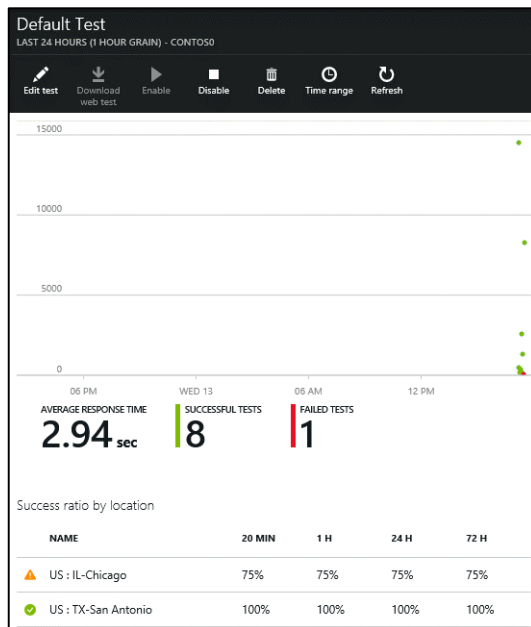 Default Test
LAST 24 HOURS (1 HOUR GRAIN) - CONTOS0
Edit test
Download web test
Enable
Disable
Delete
Time range
Refresh
15000
10000
5000
0
06 PM WED 13 06 AM 12 PM
AVERAGE RESPONSE TIME
2.94 sec
SUCCESSFUL TESTS
8
FAILED TESTS
1
Success ratio by location
NAME 20 MIN 1 H 24 H 72 H
US : IL-Chicago 75% 75% 75% 75%
US : TX-San Antonio 100% 100% 100% 100%